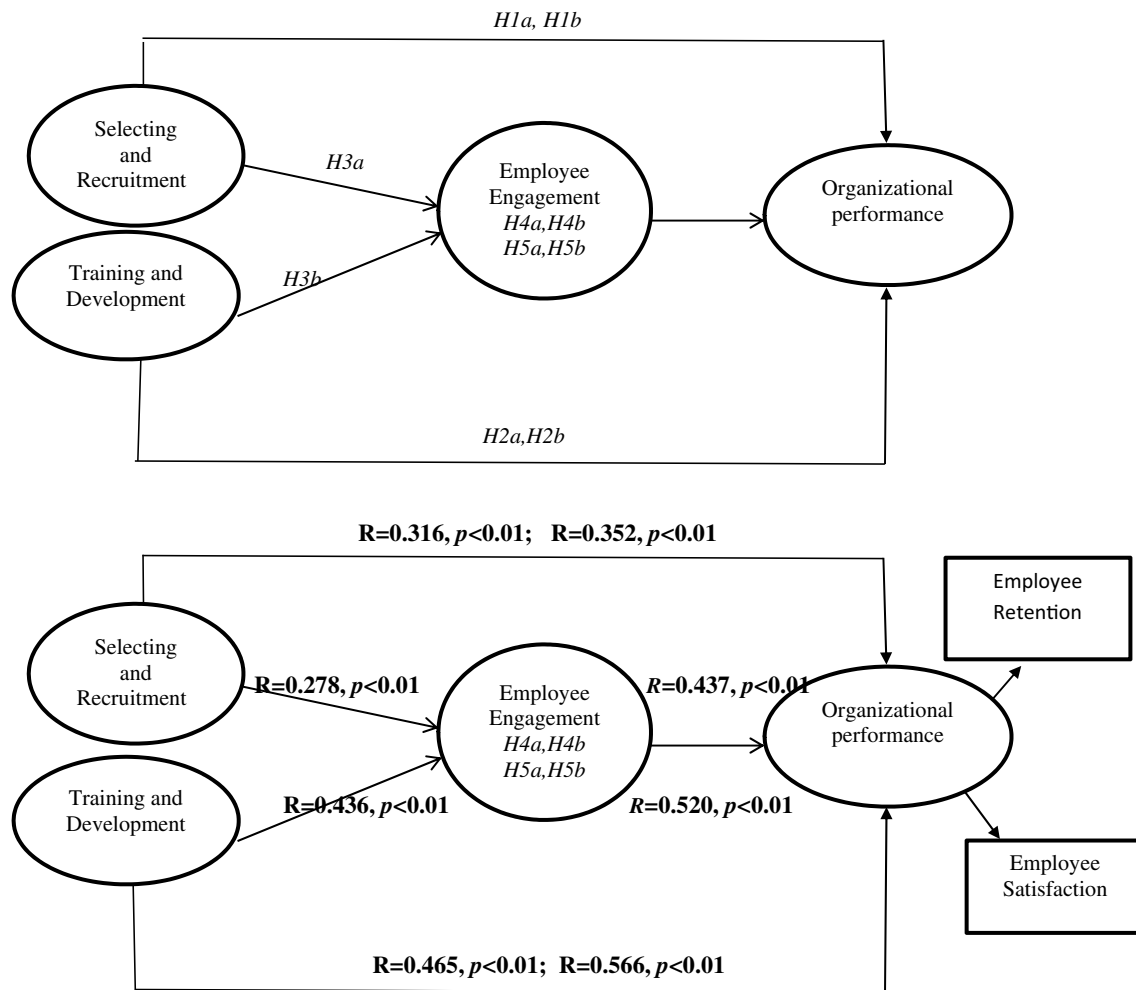 H1a, H1b
Selecting
and
Recruitment
H3a
Employee
Engagement
H4a,H4b
H5a,H5b
Organizational
performance
Training and
Development
H3b
H2a,H2b
R=0.316, p<0.01; R=0.352, p<0.01
Employee
Retention
Selecting
and
Recruitment
R=0.278, p<0.01
Employee
Engagement
H4a,H4b
H5a,H5b
R=0.437, p<0.01
Organizational
performance
Training and
Development
R=0.436, p<0.01
R=0.520, p<0.01
Employee
Satisfaction
R=0.465, p<0.01; R=0.566, p<0.01